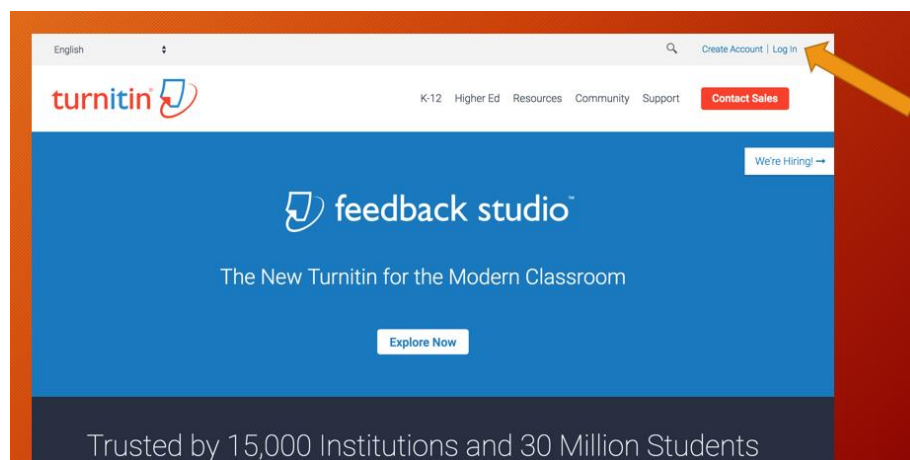 English
Create Account | Log In
turnitin
K-12 Higher Ed Resources Community Support Contact Sales
We're Hiring! →
feedback studio™
The New Turnitin for the Modern Classroom
Explore Now
Trusted by 15,000 Institutions and 30 Million Students